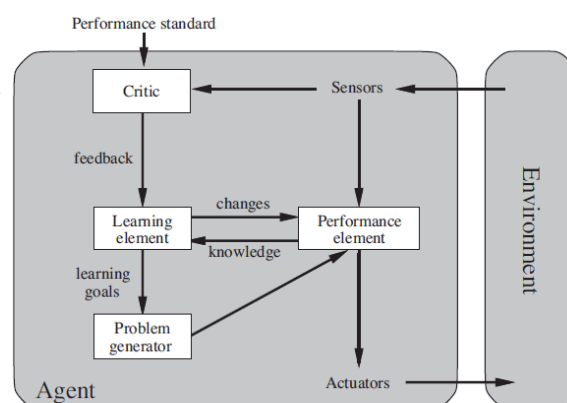 Performance standard
Critic
Sensors
feedback
changes
Learning
element
Performance
element
knowledge
learning
goals
Problem
generator
Environment
Agent
Actuators